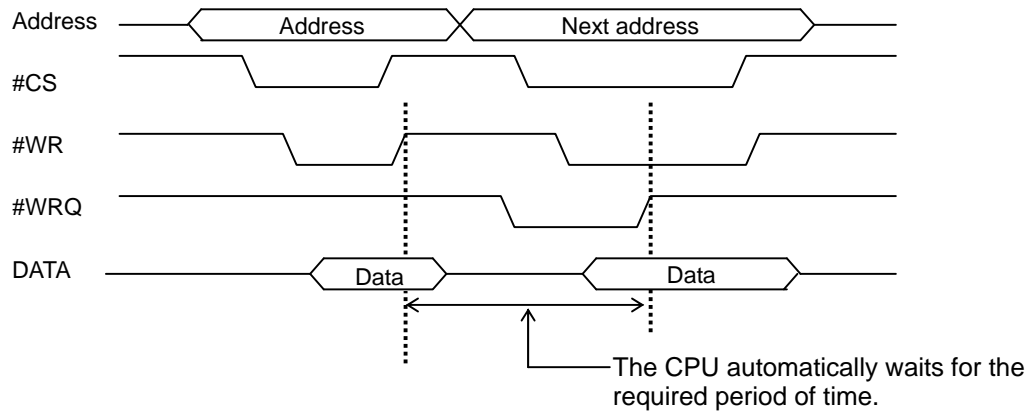 Address
Address
Next address
#CS
#WR
#WRQ
DATA
Data
Data
The CPU automatically waits for the
required period of time.